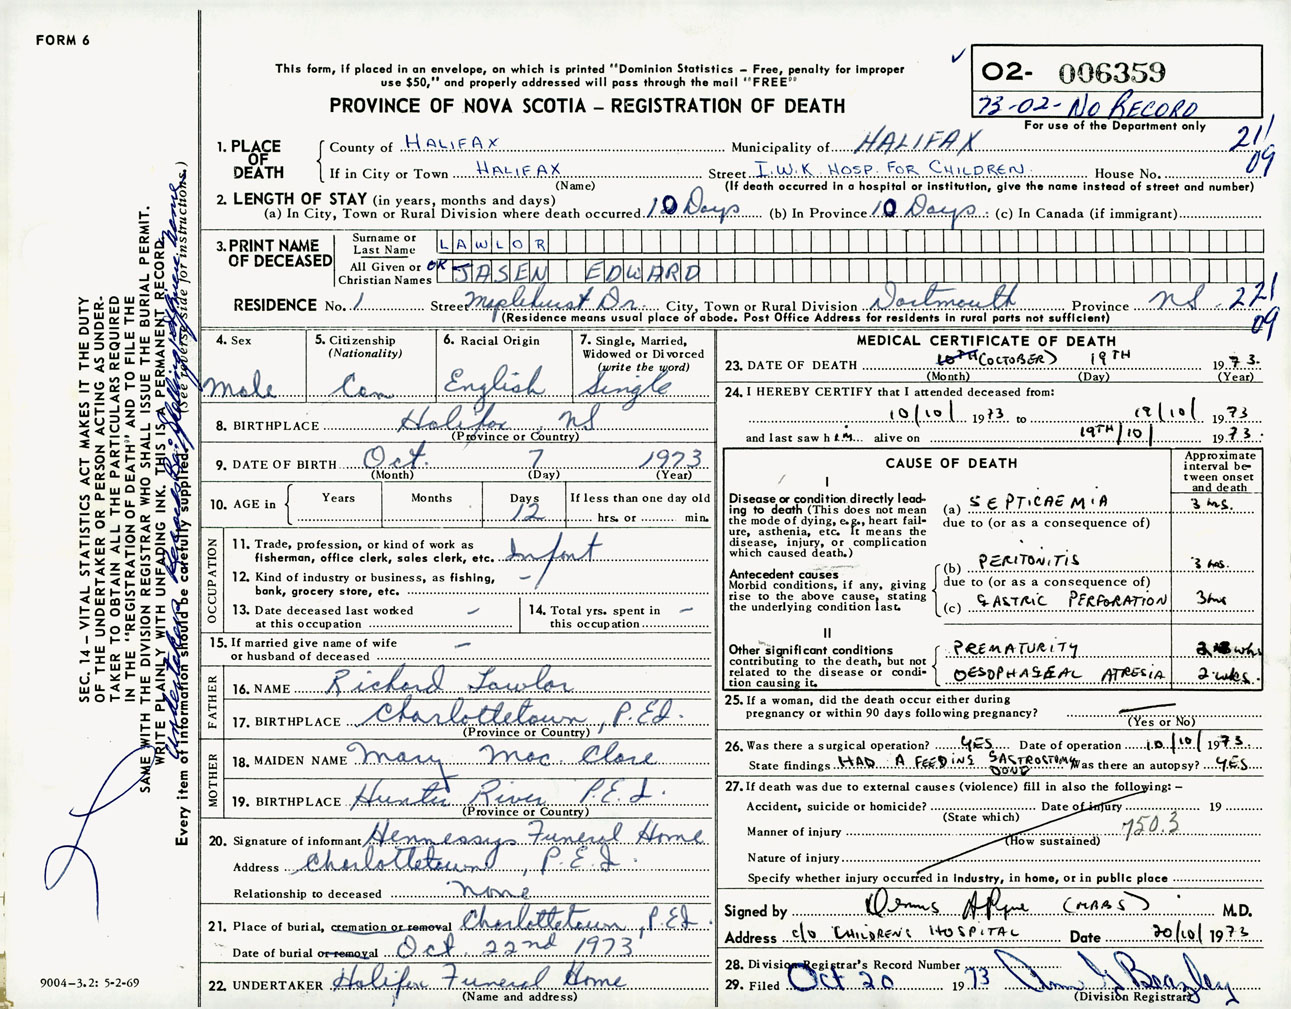 FORM 6
This form, if placed in an envelope, on which is printed "Dominion Statistics – Free, penalty for improper
use $50," and properly addressed will pass through the mail "FREE"
PROVINCE OF NOVA SCOTIA – REGISTRATION OF DEATH
✓ 02- 006359
73-02- NO RECORD
For use of the Department only
1. PLACE OF DEATH County of HALIFAX Municipality of HALIFAX 21/
09
If in City or Town HALIFAX Street I.W.K. HOSP. FOR CHILDREN House No.
(Name) (If death occurred in a hospital or institution, give the name instead of street and number)
2. LENGTH OF STAY (in years, months and days)
(a) In City, Town or Rural Division where death occurred 10 Days (b) In Province 10 Days (c) In Canada (if immigrant)
3. PRINT NAME OF DECEASED Surname or Last Name LAWLOR
All Given or Christian Names OK JASEN EDWARD
RESIDENCE No. 1 Street Maplehurst Dr. City, Town or Rural Division Dartmouth Province NS. 22/
09
(Residence means usual place of abode. Post Office Address for residents in rural parts not sufficient)
4. Sex 5. Citizenship (Nationality) 6. Racial Origin 7. Single, Married, Widowed or Divorced (write the word)
Male Can English Single
8. BIRTHPLACE Halifax NS
(Province or Country)
9. DATE OF BIRTH Oct. 7 1973
(Month) (Day) (Year)
10. AGE in Years Months Days If less than one day old
12 hrs. or min.
OCCUPATION
11. Trade, profession, or kind of work as
fisherman, office clerk, sales clerk, etc. Infant
12. Kind of industry or business, as fishing,
bank, grocery store, etc. -
13. Date deceased last worked
at this occupation -
14. Total yrs. spent in
this occupation -
15. If married give name of wife
or husband of deceased -
FATHER
16. NAME Richard Lawlor
17. BIRTHPLACE Charlottetown, P.E.I.
(Province or Country)
MOTHER
18. MAIDEN NAME Mary Mac Clare
19. BIRTHPLACE Hunter River P.E.I.
(Province or Country)
20. Signature of informant Hennessys Funeral Home
Address Charlottetown, P.E.I.
Relationship to deceased None
21. Place of burial, cremation or removal Charlottetown, P.E.I.
Date of burial or removal Oct. 22nd 1973
22. UNDERTAKER Halifax Funeral Home
(Name and address)
MEDICAL CERTIFICATE OF DEATH
23. DATE OF DEATH 10TH (OCTOBER) 19TH 1973.
(Month) (Day) (Year)
24. I HEREBY CERTIFY that I attended deceased from:
10/10/ 1973 to 19/10/ 1973
and last saw him alive on 19TH/10/ 1973.
CAUSE OF DEATH
Approximate interval between onset and death
I
Disease or condition directly lead-
ing to death (This does not mean
the mode of dying, e.g., heart fail-
ure, asthenia, etc. It means the
disease, injury, or complication
which caused death.)
(a) SEPTICAEMIA 3 hrs.
due to (or as a consequence of)
(b) PERITONITIS 3 hrs.
Antecedent causes
Morbid conditions, if any, giving
rise to the above cause, stating
the underlying condition last.
due to (or as a consequence of)
(c) GASTRIC PERFORATION 3 hrs
II
Other significant conditions
contributing to the death, but not
related to the disease or condi-
tion causing it.
PREMATURITY 2 wks
OESOPHAGEAL ATRESIA 2 wks.
25. If a woman, did the death occur either during
pregnancy or within 90 days following pregnancy?
(Yes or No)
26. Was there a surgical operation? YES Date of operation 10/10/ 1973
State findings HAD A FEEDING GASTROSTOMY DONE Was there an autopsy? YES
27. If death was due to external causes (violence) fill in also the following: –
Accident, suicide or homicide? Date of injury 19
(State which)
Manner of injury 750.3
(How sustained)
Nature of injury
Specify whether injury occurred in industry, in home, or in public place
Signed by Dennis (MBBS) M.D.
Address c/o CHILDREN'S HOSPITAL Date 20/10/ 1973
28. Division Registrar's Record Number
29. Filed Oct 20 1973 Beazley
(Division Registrar)
SEC. 14 – VITAL STATISTICS ACT MAKES IT THE DUTY
OF THE UNDERTAKER OR PERSON ACTING AS UNDER-
TAKER TO OBTAIN ALL THE PARTICULARS REQUIRED
IN THE "REGISTRATION OF DEATH" AND TO FILE THE
SAME WITH THE DIVISION REGISTRAR WHO SHALL ISSUE THE BURIAL PERMIT.
WRITE PLAINLY WITH UNFADING INK. THIS IS A PERMANENT RECORD.
Every item of information should be carefully supplied. (See reverse side for instructions.)
9004-3.2: 5-2-69